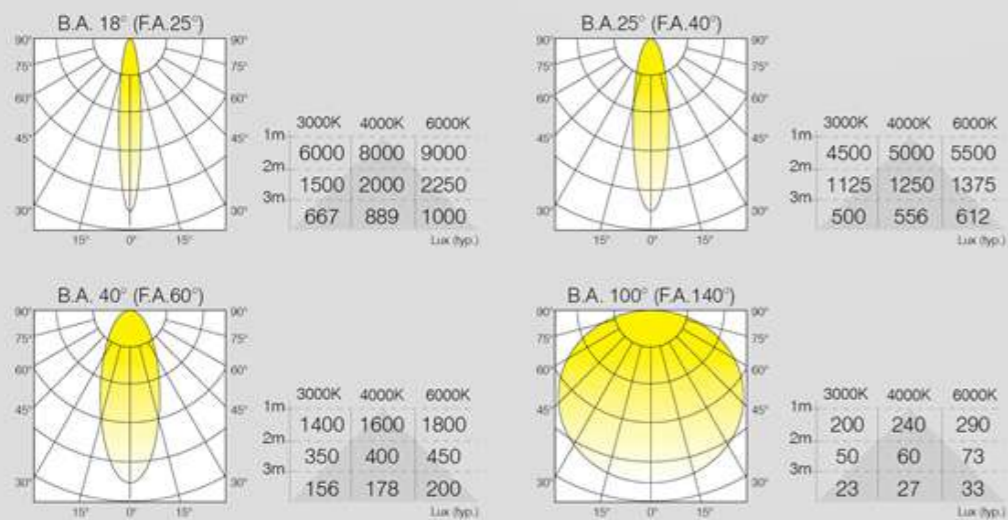 B.A. 18° (F.A.25°)
90° 90°
75° 75°
60° 60°
45° 45°
30° 30°
15° 0° 15°
3000K 4000K 6000K
1m
6000 8000 9000
2m
1500 2000 2250
3m
667 889 1000
Lux (typ.)
B.A.25° (F.A.40°)
90° 90°
75° 75°
60° 60°
45° 45°
30° 30°
15° 0° 15°
3000K 4000K 6000K
1m
4500 5000 5500
2m
1125 1250 1375
3m
500 556 612
Lux (typ.)
B.A. 40° (F.A.60°)
90° 90°
75° 75°
60° 60°
45° 45°
30° 30°
15° 0° 15°
3000K 4000K 6000K
1m
1400 1600 1800
2m
350 400 450
3m
156 178 200
Lux (typ.)
B.A. 100° (F.A.140°)
90° 90°
75° 75°
60° 60°
45° 45°
30° 30°
15° 0° 15°
3000K 4000K 6000K
1m
200 240 290
2m
50 60 73
3m
23 27 33
Lux (typ.)